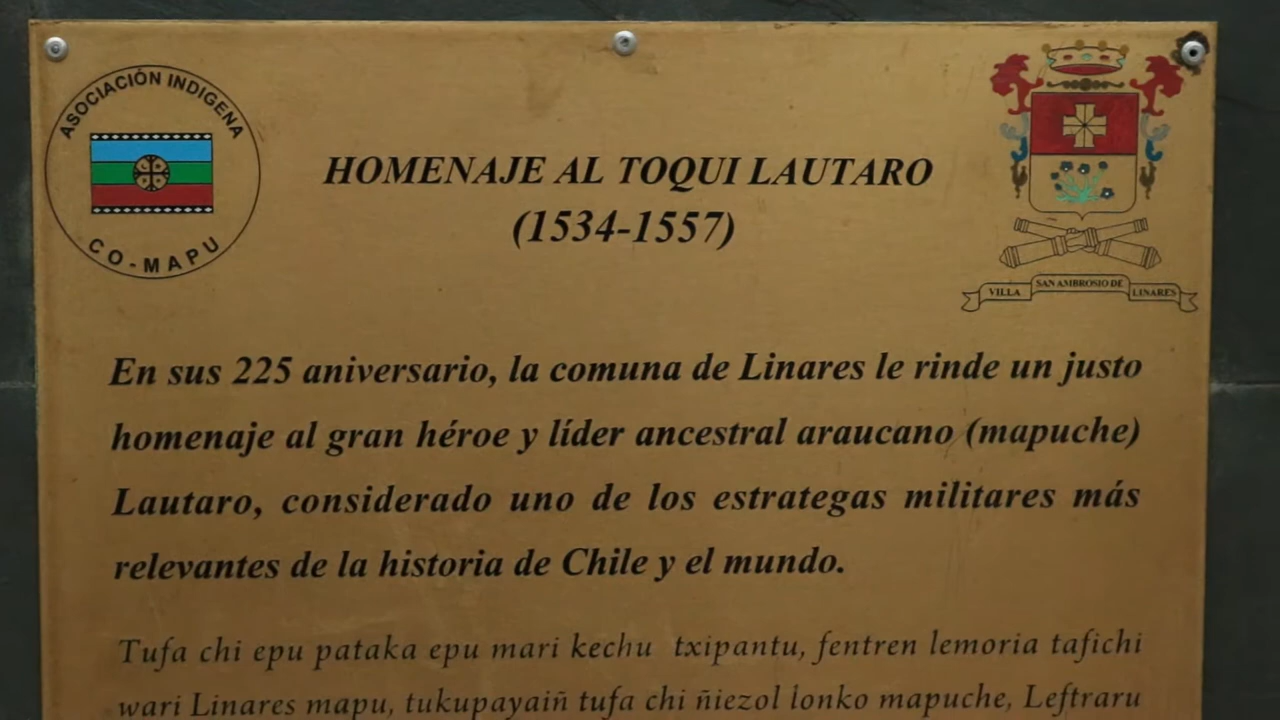 ASOCIACIÓN INDIGENA
CO-MAPU
HOMENAJE AL TOQUI LAUTARO
(1534-1557)
VILLA SAN AMBROSIO DE LINARES
En sus 225 aniversario, la comuna de Linares le rinde un justo
homenaje al gran héroe y líder ancestral araucano (mapuche)
Lautaro, considerado uno de los estrategas militares más
relevantes de la historia de Chile y el mundo.
Tufa chi epu pataka epu mari kechu txipantu, fentren lemoria tafichi
wari Linares mapu, tukupayaiñ tufa chi ñiezol lonko mapuche, Leftraru